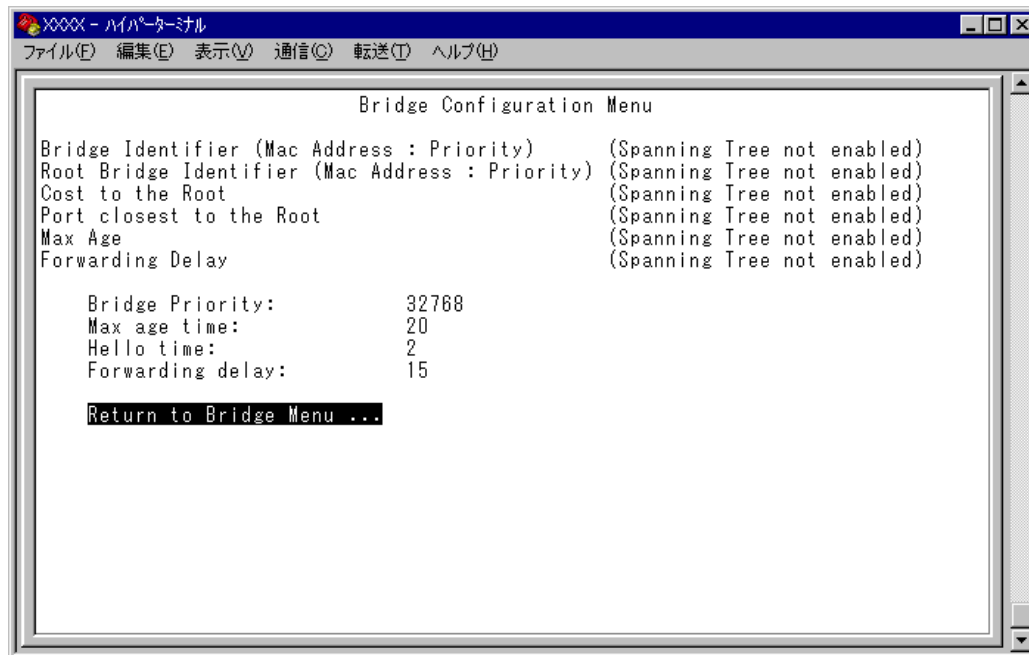 XXXX - ﾊｲﾊﾟｰﾀｰﾐﾅﾙ
ファイル(F) 編集(E) 表示(V) 通信(C) 転送(T) ヘルプ(H)
Bridge Configuration Menu
Bridge Identifier (Mac Address : Priority) (Spanning Tree not enabled)
Root Bridge Identifier (Mac Address : Priority) (Spanning Tree not enabled)
Cost to the Root (Spanning Tree not enabled)
Port closest to the Root (Spanning Tree not enabled)
Max Age (Spanning Tree not enabled)
Forwarding Delay (Spanning Tree not enabled)
Bridge Priority: 32768
Max age time: 20
Hello time: 2
Forwarding delay: 15
Return to Bridge Menu ...